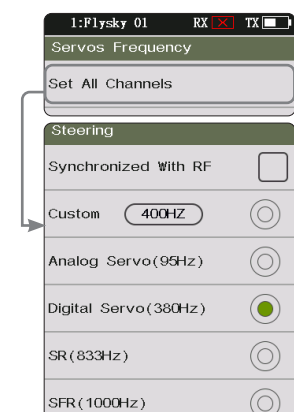 1:Flysky 01 RX TX
Servos Frequency
Set All Channels
Steering
Synchronized With RF
Custom 400HZ
Analog Servo(95Hz)
Digital Servo(380Hz)
SR(833Hz)
SFR(1000Hz)